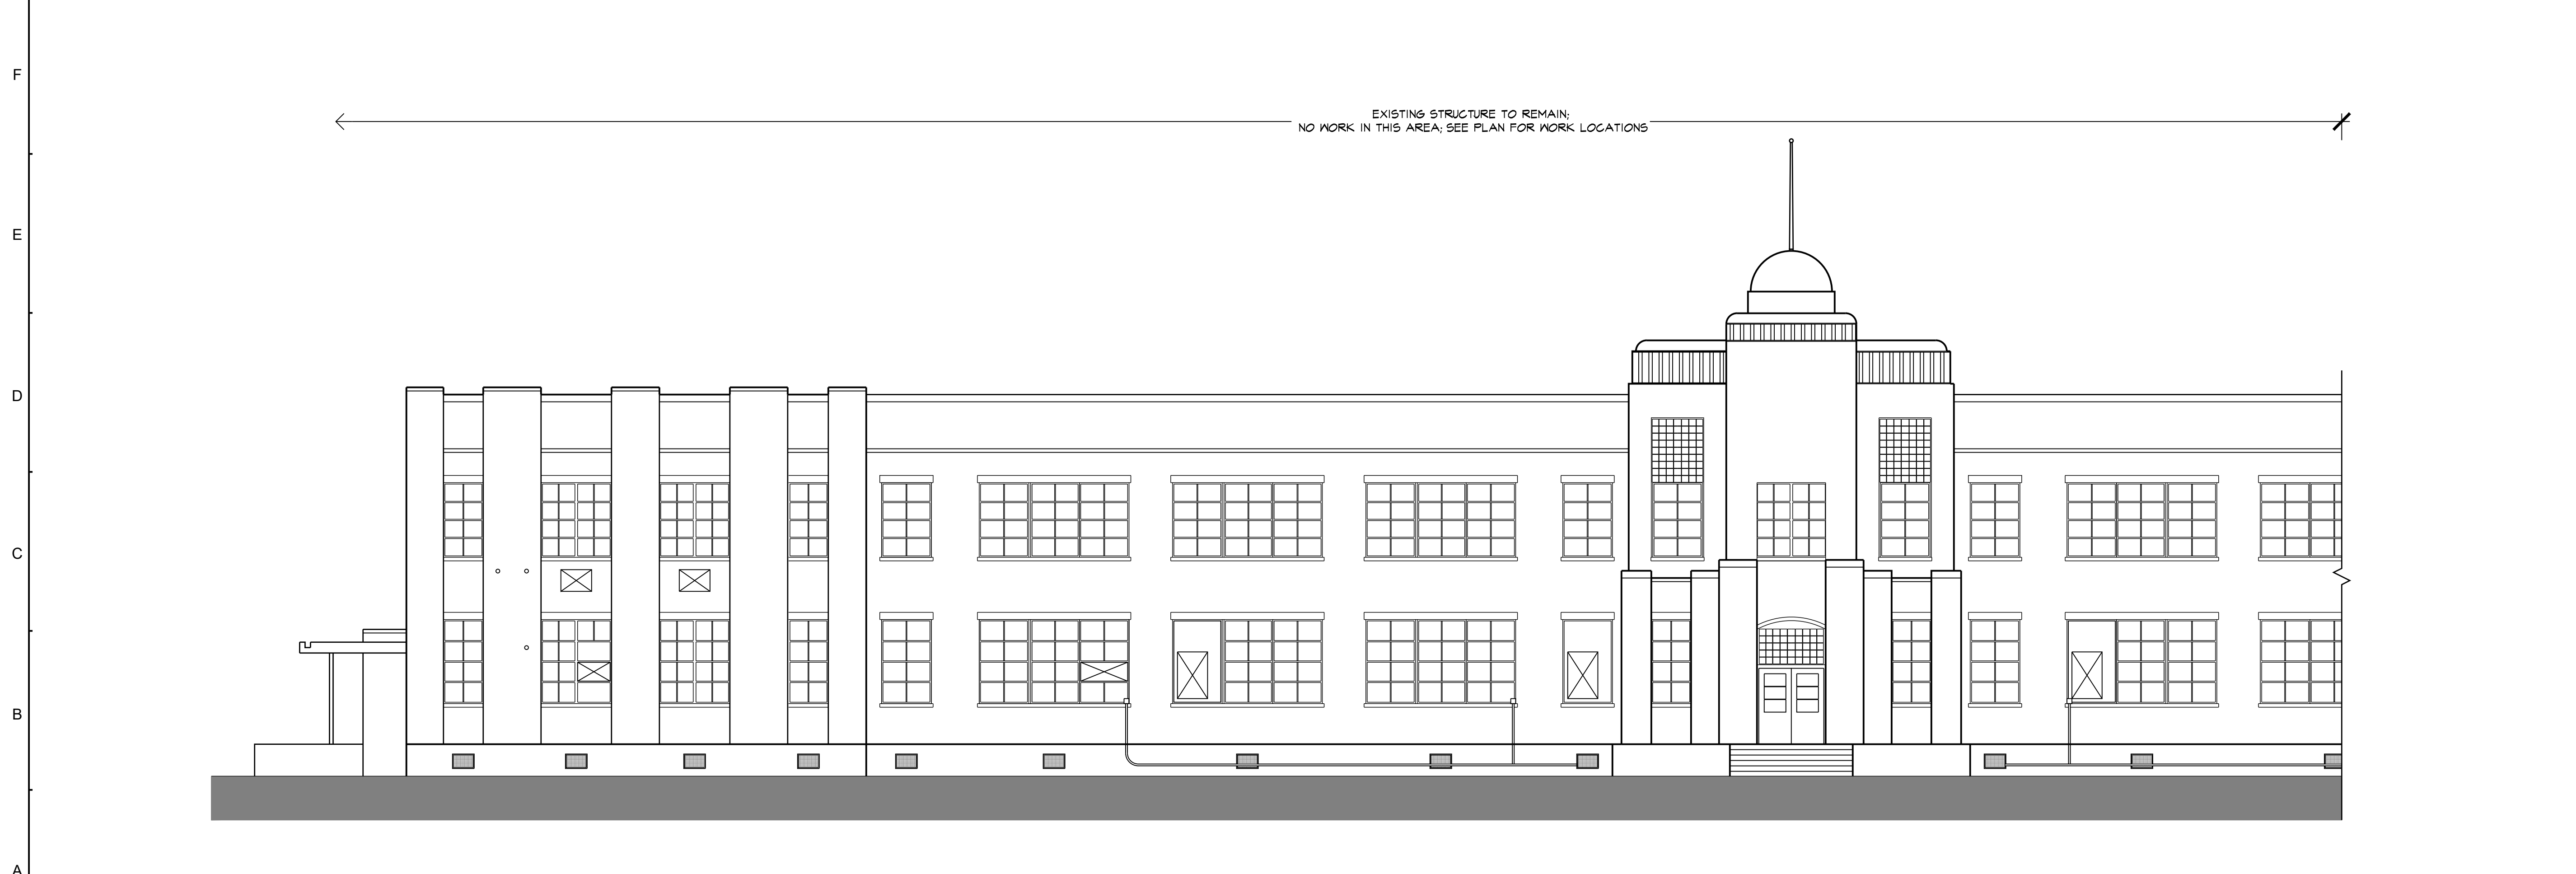 F
EXISTING STRUCTURE TO REMAIN;
NO WORK IN THIS AREA; SEE PLAN FOR WORK LOCATIONS
E
D
C
B
A